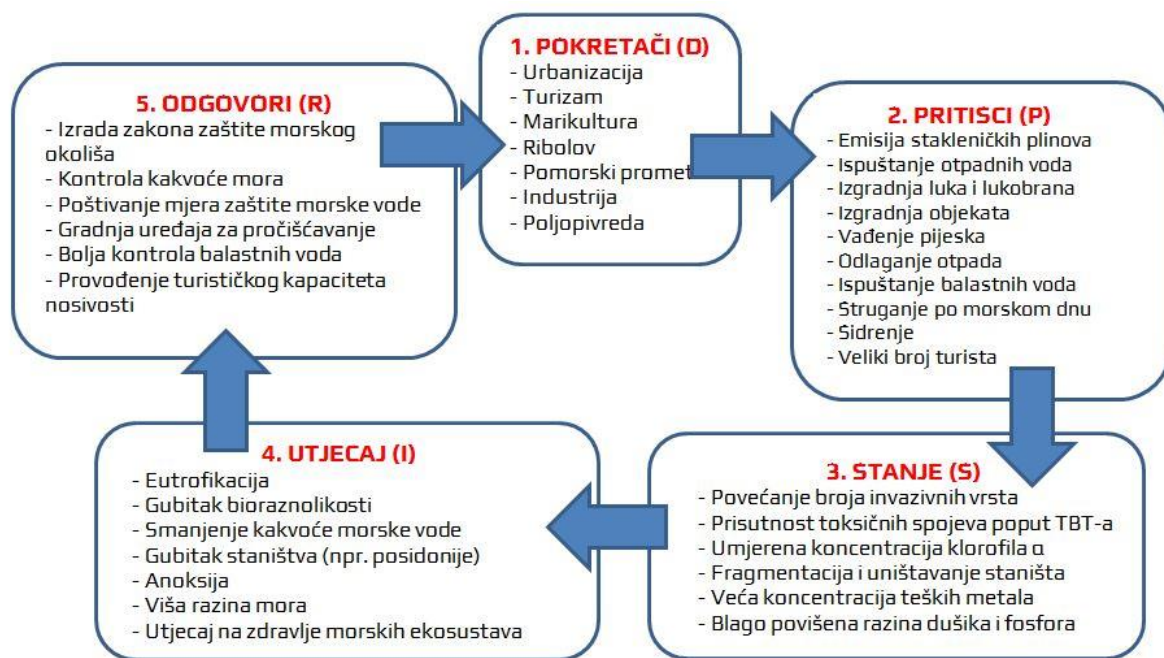 1. POKRETAČI (D)
- Urbanizacija
- Turizam
- Marikultura
- Ribolov
- Pomorski promet
- Industrija
- Poljopivreda
2. PRITISCI (P)
- Emisija stakleničkih plinova
- Ispuštanje otpadnih voda
- Izgradnja luka i lukobrana
- Izgradnja objekata
- Vađenje pijeska
- Odlaganje otpada
- Ispuštanje balastnih voda
- Struganje po morskom dnu
- Sidrenje
- Veliki broj turista
3. STANJE (S)
- Povećanje broja invazivnih vrsta
- Prisutnost toksičnih spojeva poput TBT-a
- Umjerena koncentracija klorofila α
- Fragmentacija i uništavanje staništa
- Veća koncentracija teških metala
- Blago povišena razina dušika i fosfora
4. UTJECAJ (I)
- Eutrofikacija
- Gubitak bioraznolikosti
- Smanjenje kakvoće morske vode
- Gubitak staništva (npr. posidonije)
- Anoksija
- Viša razina mora
- Utjecaj na zdravlje morskih ekosustava
5. ODGOVORI (R)
- Izrada zakona zaštite morskog
okoliša
- Kontrola kakvoće mora
- Poštivanje mjera zaštite morske vode
- Gradnja uređaja za pročišćavanje
- Bolja kontrola balastnih voda
- Provođenje turističkog kapaciteta
nosivosti